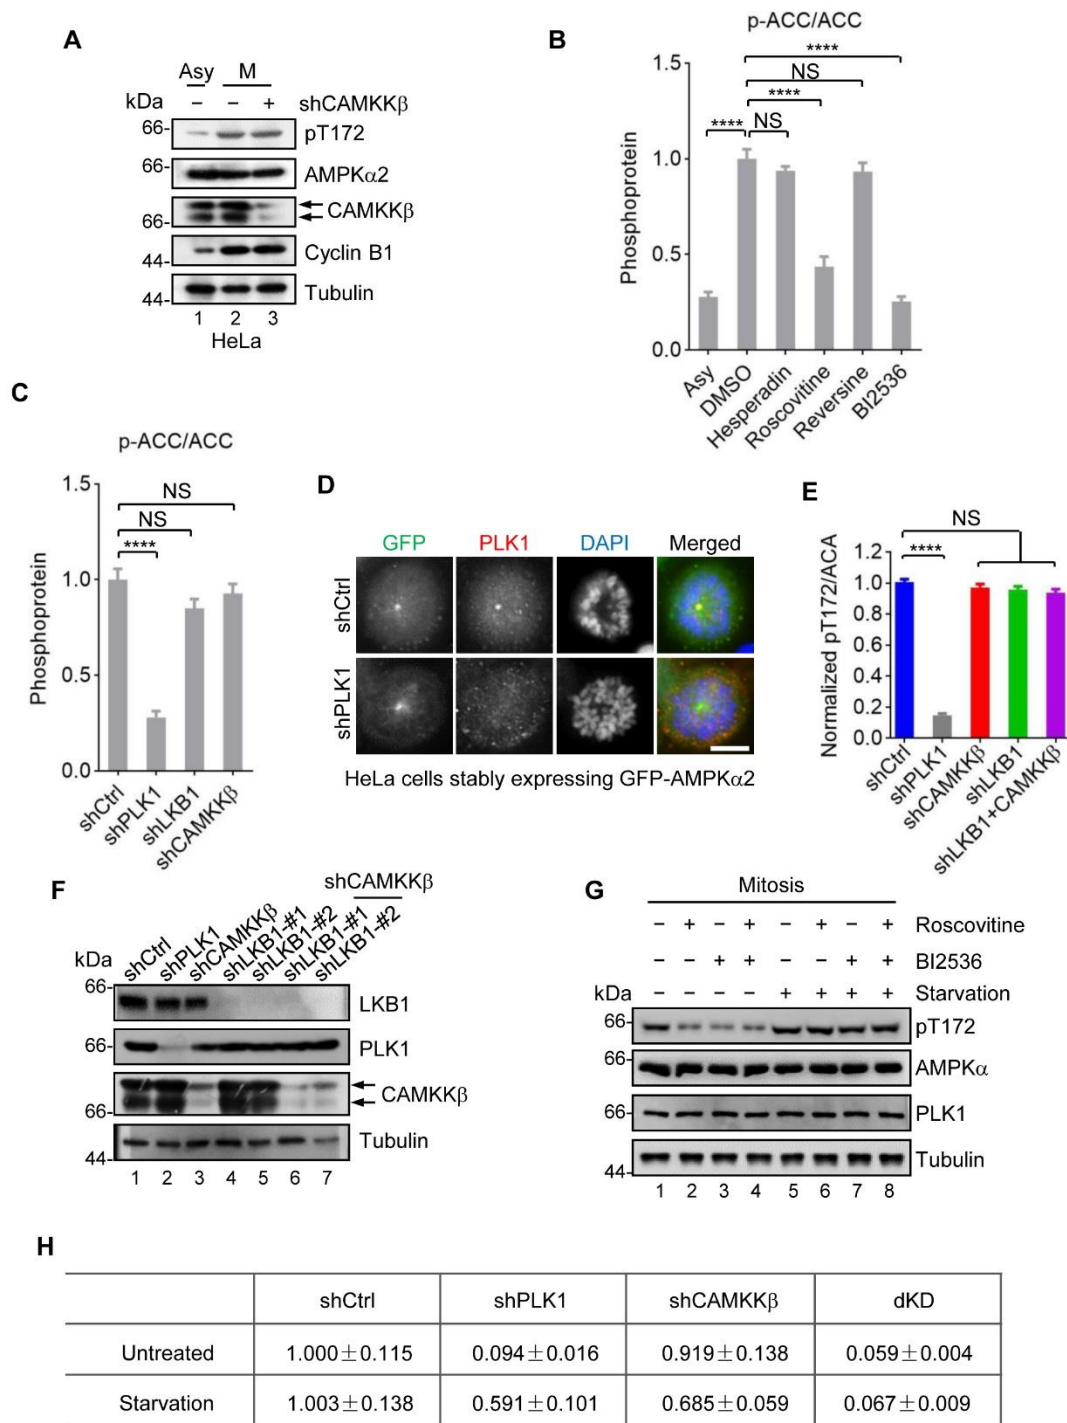 A
Asy M
kDa – – + shCAMKKβ
66- pT172
66- AMPKα2
66- CAMKKβ
44- Cyclin B1
44- Tubulin
1 2 3
HeLa
B
p-ACC/ACC
**** NS **** **** NS
Phosphoprotein
1.5
1.0
0.5
0.0
Asy DMSO Hesperadin Roscovitine Reversine BI2536
C
p-ACC/ACC
NS
NS
****
Phosphoprotein
1.5
1.0
0.5
0.0
shCtrl shPLK1 shLKB1 shCAMKKβ
D
GFP PLK1 DAPI Merged
shCtrl
shPLK1
HeLa cells stably expressing GFP-AMPKα2
E
NS
****
Normalized pT172/ACA
1.2
1.0
0.8
0.6
0.4
0.2
0.0
shCtrl shPLK1 shCAMKKβ shLKB1 shLKB1+CAMKKβ
F
shCAMKKβ
kDa shCtrl shPLK1 shCAMKKβ shLKB1-#1 shLKB1-#2 shLKB1-#1 shLKB1-#2
66- LKB1
66- PLK1
66- CAMKKβ
44- Tubulin
1 2 3 4 5 6 7
G
Mitosis
– + – + – + – + Roscovitine
– – + + – – + + BI2536
kDa – – – – + + + + Starvation
66- pT172
66- AMPKα
66- PLK1
44- Tubulin
1 2 3 4 5 6 7 8
H
shCtrl shPLK1 shCAMKKβ dKD
Untreated 1.000±0.115 0.094±0.016 0.919±0.138 0.059±0.004
Starvation 1.003±0.138 0.591±0.101 0.685±0.059 0.067±0.009